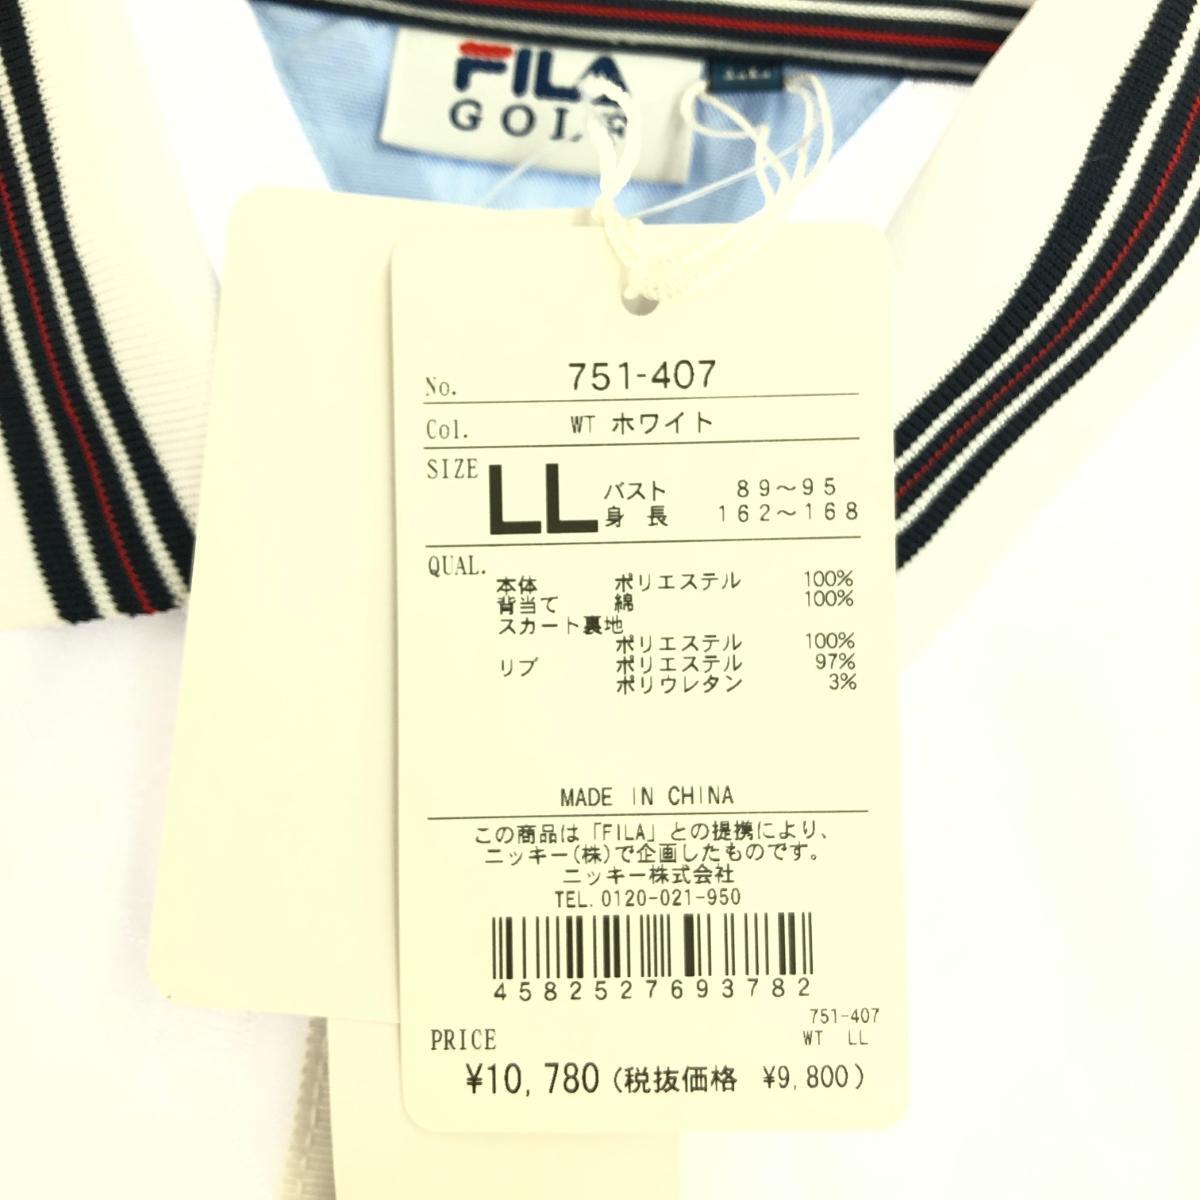 FILA
GOLF
No. 751-407
Col. WT ホワイト
SIZE LL バスト 89～95
身長 162～168
QUAL.
本体 ポリエステル 100%
背当て 綿 100%
スカート裏地
ポリエステル 100%
リブ ポリエステル 97%
ポリウレタン 3%
MADE IN CHINA
この商品は「FILA」との提携により、
ニッキー(株)で企画したものです。
ニッキー株式会社
TEL. 0120-021-950
4582527693782
751-407
WT LL
PRICE
¥10,780 (税抜価格 ¥9,800)